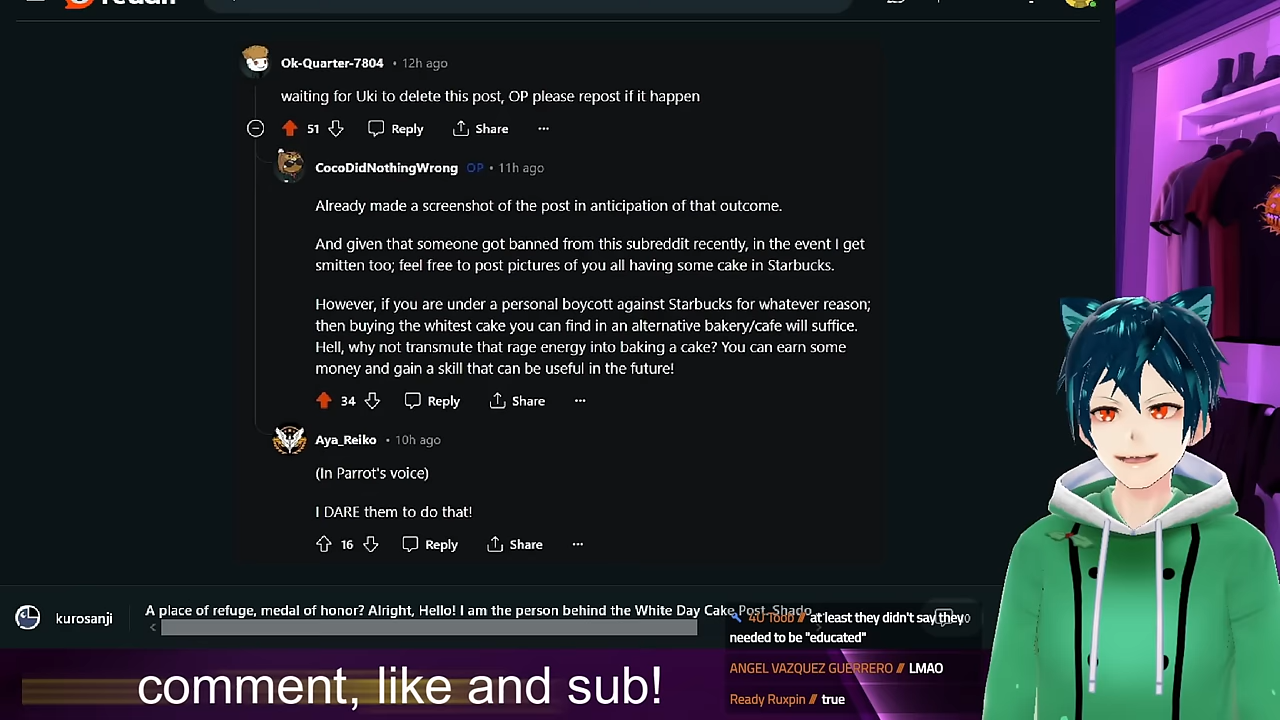 Ok-Quarter-7804 • 12h ago
waiting for Uki to delete this post, OP please repost if it happen
51 Reply Share ...
CocoDidNothingWrong OP • 11h ago
Already made a screenshot of the post in anticipation of that outcome.
And given that someone got banned from this subreddit recently, in the event I get
smitten too; feel free to post pictures of you all having some cake in Starbucks.
However, if you are under a personal boycott against Starbucks for whatever reason;
then buying the whitest cake you can find in an alternative bakery/cafe will suffice.
Hell, why not transmute that rage energy into baking a cake? You can earn some
money and gain a skill that can be useful in the future!
34 Reply Share ...
Aya_Reiko • 10h ago
(In Parrot's voice)
I DARE them to do that!
16 Reply Share ...
kurosanji
A place of refuge, medal of honor? Alright, Hello! I am the person behind the White Day Cake Post. Shado
4U Toob // at least they didn't say they
needed to be "educated"
ANGEL VAZQUEZ GUERRERO // LMAO
Ready Ruxpin // true
comment, like and sub!